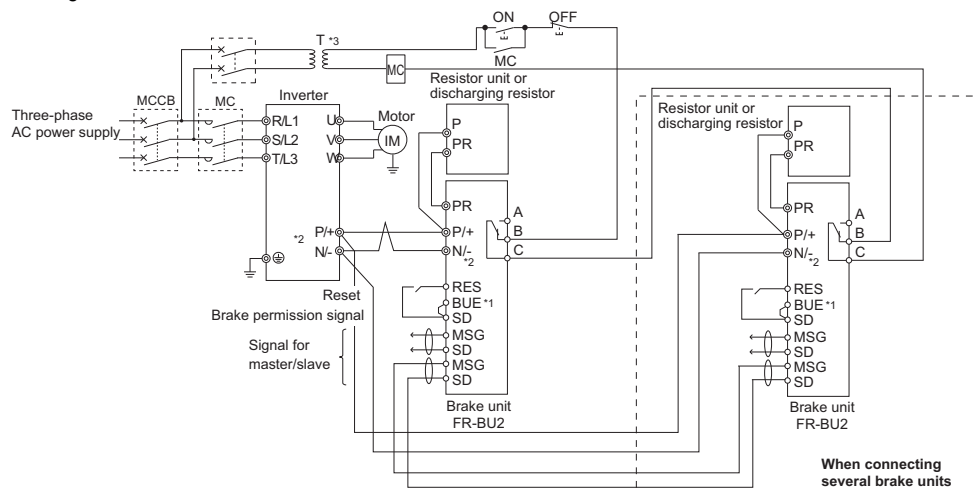 ON
OFF
T *3
MC
MC
Resistor unit or
discharging resistor
P
PR
Resistor unit or
discharging resistor
P
PR
Three-phase
AC power supply
MCCB
MC
Inverter
R/L1
S/L2
T/L3
U
V
W
Motor
IM
P/+
N/-
*2
PR
P/+
N/-
*2
A
B
C
RES
BUE *1
SD
MSG
SD
MSG
SD
Brake unit
FR-BU2
Reset
Brake permission signal
Signal for
master/slave
PR
P/+
N/-
*2
A
B
C
RES
BUE *1
SD
MSG
SD
MSG
SD
Brake unit
FR-BU2
When connecting
several brake units